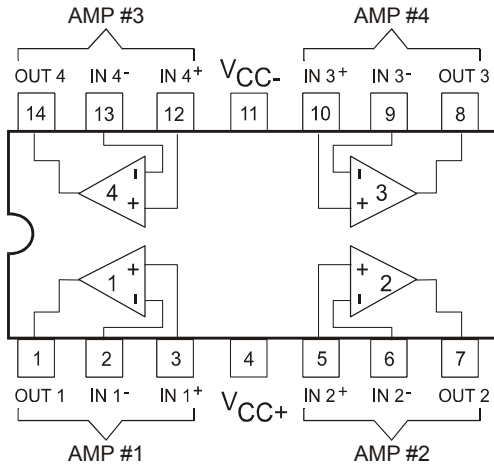 AMP #3 AMP #4
OUT 4 IN 4- IN 4+ VCC- IN 3+ IN 3- OUT 3
14 13 12 11 10 9 8
4 - + - + 3
1 + - + - 2
1 2 3 4 5 6 7
OUT 1 IN 1- IN 1+ VCC+ IN 2+ IN 2- OUT 2
AMP #1 AMP #2